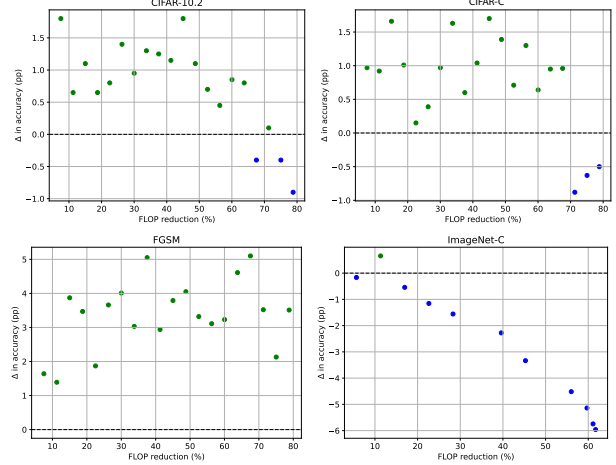 CIFAR-10.2
Δ in accuracy (pp)
1.5
1.0
0.5
0.0
−0.5
−1.0
10 20 30 40 50 60 70 80
FLOP reduction (%)
CIFAR-C
Δ in accuracy (pp)
1.5
1.0
0.5
0.0
−0.5
−1.0
10 20 30 40 50 60 70 80
FLOP reduction (%)
FGSM
Δ in accuracy (pp)
5
4
3
2
1
0
10 20 30 40 50 60 70 80
FLOP reduction (%)
ImageNet-C
Δ in accuracy (pp)
0
−1
−2
−3
−4
−5
−6
10 20 30 40 50 60
FLOP reduction (%)